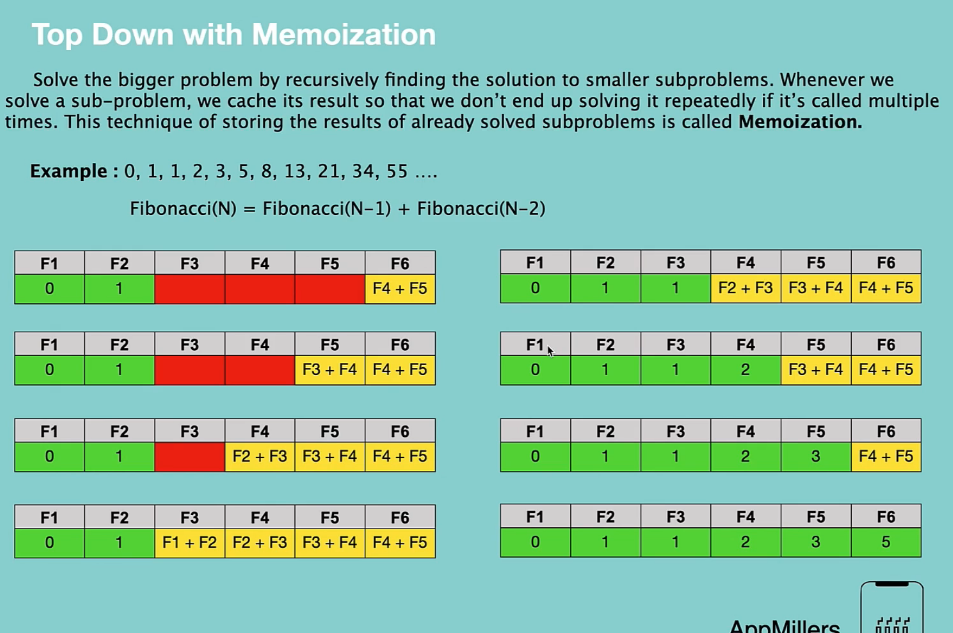 Top Down with Memoization
Solve the bigger problem by recursively finding the solution to smaller subproblems. Whenever we
solve a sub-problem, we cache its result so that we don’t end up solving it repeatedly if it’s called multiple
times. This technique of storing the results of already solved subproblems is called Memoization.
Example : 0, 1, 1, 2, 3, 5, 8, 13, 21, 34, 55 ....
Fibonacci(N) = Fibonacci(N-1) + Fibonacci(N-2)
F1 F2 F3 F4 F5 F6
0 1 F4 + F5
F1 F2 F3 F4 F5 F6
0 1 F3 + F4 F4 + F5
F1 F2 F3 F4 F5 F6
0 1 F2 + F3 F3 + F4 F4 + F5
F1 F2 F3 F4 F5 F6
0 1 F1 + F2 F2 + F3 F3 + F4 F4 + F5
F1 F2 F3 F4 F5 F6
0 1 1 F2 + F3 F3 + F4 F4 + F5
F1 F2 F3 F4 F5 F6
0 1 1 2 F3 + F4 F4 + F5
F1 F2 F3 F4 F5 F6
0 1 1 2 3 F4 + F5
F1 F2 F3 F4 F5 F6
0 1 1 2 3 5
AppMillers